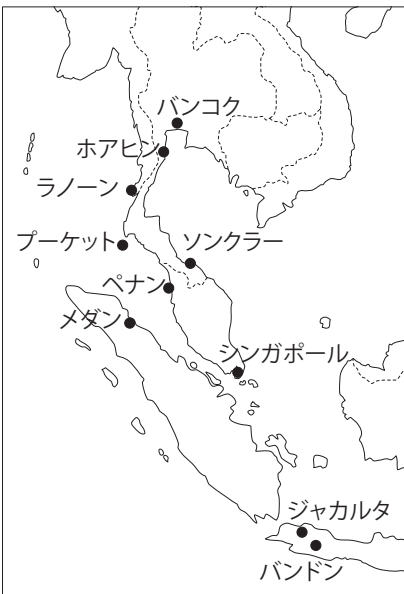 バンコク
ホアヒン
ラノーン
プーケット
ソンクラー
ペナン
メダン
シンガポール
ジャカルタ
バンドン